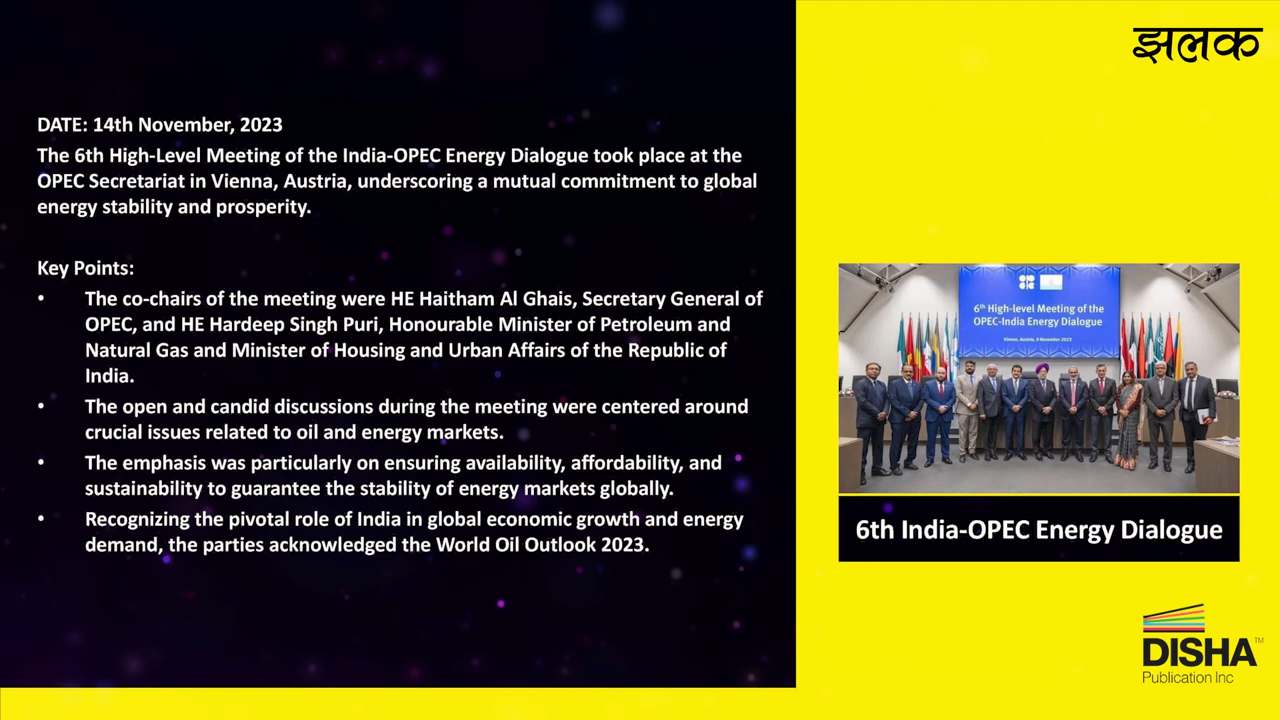 झलक
DATE: 14th November, 2023
The 6th High-Level Meeting of the India-OPEC Energy Dialogue took place at the
OPEC Secretariat in Vienna, Austria, underscoring a mutual commitment to global
energy stability and prosperity.
Key Points:
• The co-chairs of the meeting were HE Haitham Al Ghais, Secretary General of
OPEC, and HE Hardeep Singh Puri, Honourable Minister of Petroleum and
Natural Gas and Minister of Housing and Urban Affairs of the Republic of
India.
• The open and candid discussions during the meeting were centered around
crucial issues related to oil and energy markets.
• The emphasis was particularly on ensuring availability, affordability, and
sustainability to guarantee the stability of energy markets globally.
• Recognizing the pivotal role of India in global economic growth and energy
demand, the parties acknowledged the World Oil Outlook 2023.
6th High-level Meeting of the
OPEC-India Energy Dialogue
Vienna, Austria, 9 November 2023
6th India-OPEC Energy Dialogue
DISHA™
Publication Inc